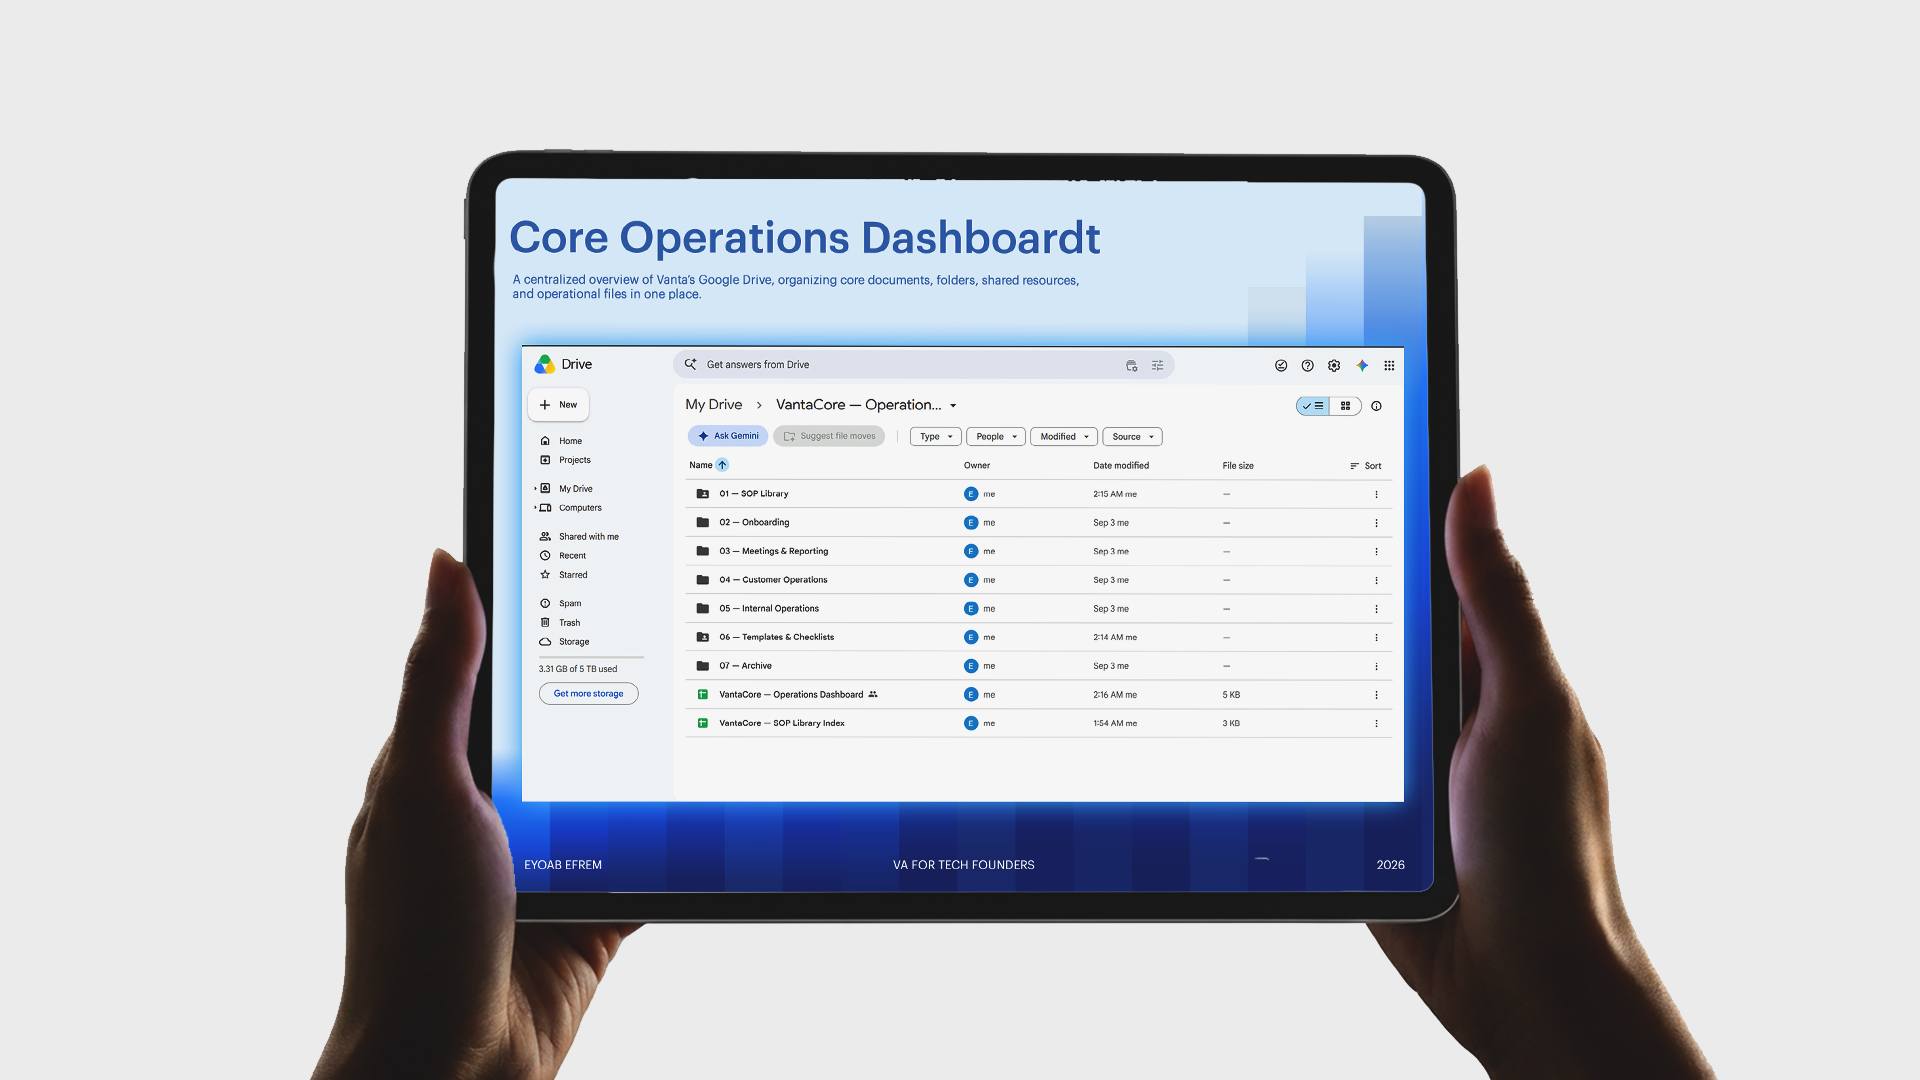 Core Operations Dashboardt
A centralized overview of Vanta's Google Drive, organizing core documents, folders, shared resources,
and operational files in one place.
Drive
Get answers from Drive
New
My Drive > VantaCore — Operation...
Ask Gemini Suggest file moves Type People Modified Source
Home
Projects
My Drive
Computers
Shared with me
Recent
Starred
Spam
Trash
Storage
3.31 GB of 5 TB used
Get more storage
Name Owner Date modified File size Sort
01 — SOP Library E me 2:15 AM me —
02 — Onboarding E me Sep 3 me —
03 — Meetings & Reporting E me Sep 3 me —
04 — Customer Operations E me Sep 3 me —
05 — Internal Operations E me Sep 3 me —
06 — Templates & Checklists E me 2:14 AM me —
07 — Archive E me Sep 3 me —
VantaCore — Operations Dashboard E me 2:16 AM me 5 KB
VantaCore — SOP Library Index E me 1:54 AM me 3 KB
EYOAB EFREM VA FOR TECH FOUNDERS 2026